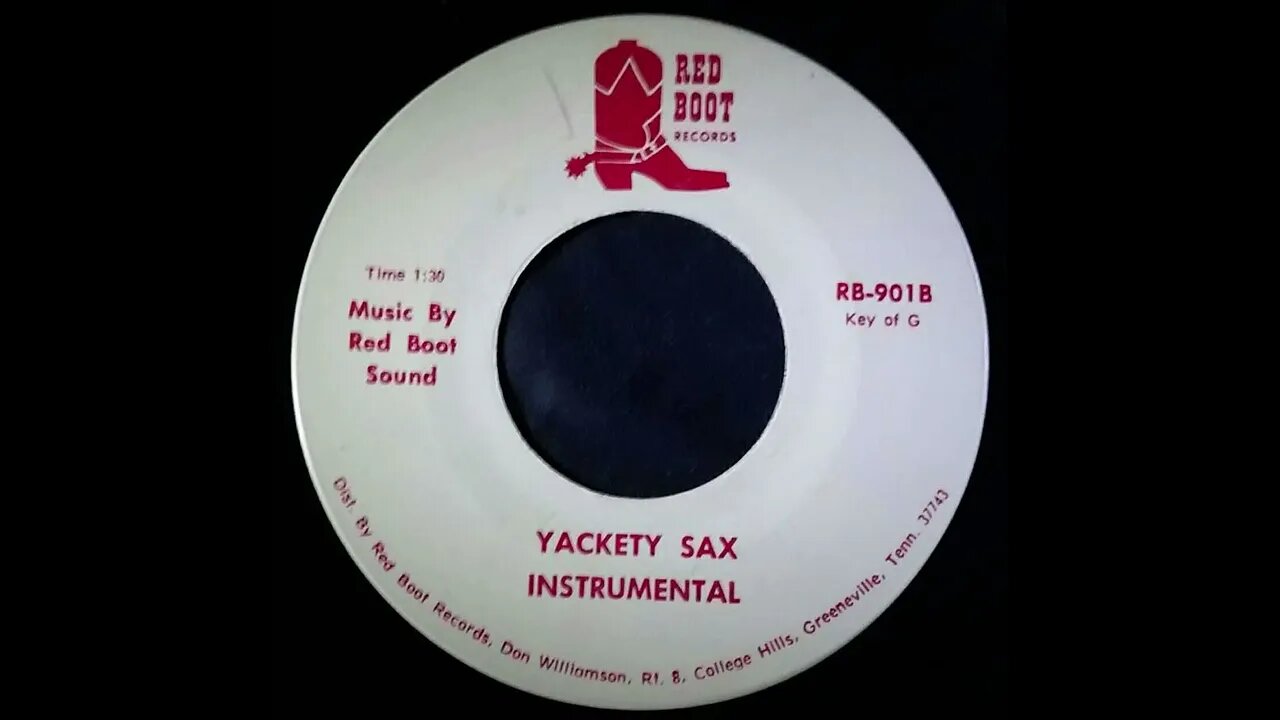 RED
BOOT
RECORDS
Time 1:30
Music By
Red Boot
Sound
RB-901B
Key of G
YACKETY SAX
INSTRUMENTAL
Dist. By Red Boot Records, Don Williamson, Rt. 8, College Hills, Greeneville, Tenn. 37743